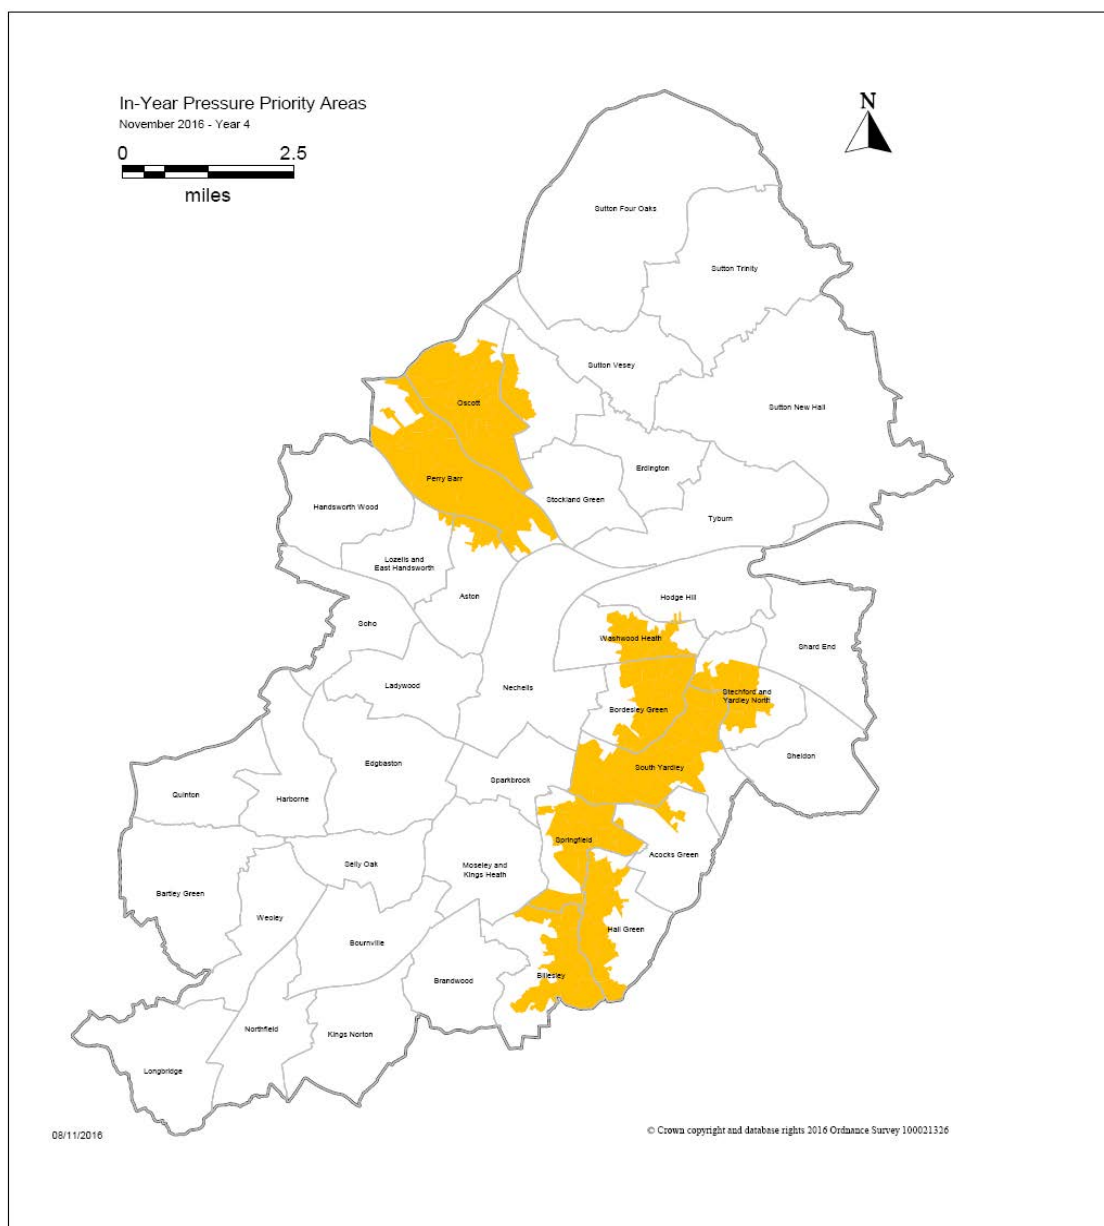 In-Year Pressure Priority Areas
November 2016 - Year 4
0 2.5
miles
N
Sutton Four Oaks
Sutton Trinity
Sutton Vesey
Sutton New Hall
Oscott
Erdington
Perry Barr
Stockland Green
Handsworth Wood
Tyburn
Lozells and
East Handsworth
Aston
Hodge Hill
Soho
Washwood Heath
Shard End
Ladywood
Nechells
Stechford and
Yardley North
Bordesley Green
Sheldon
Edgbaston
South Yardley
Sparkbrook
Quinton
Harborne
Springfield
Acocks Green
Selly Oak
Moseley and
Kings Heath
Bartley Green
Weoley
Hall Green
Bournville
Billesley
Brandwood
Northfield
Kings Norton
Longbridge
08/11/2016
© Crown copyright and database rights 2016 Ordnance Survey 100021326